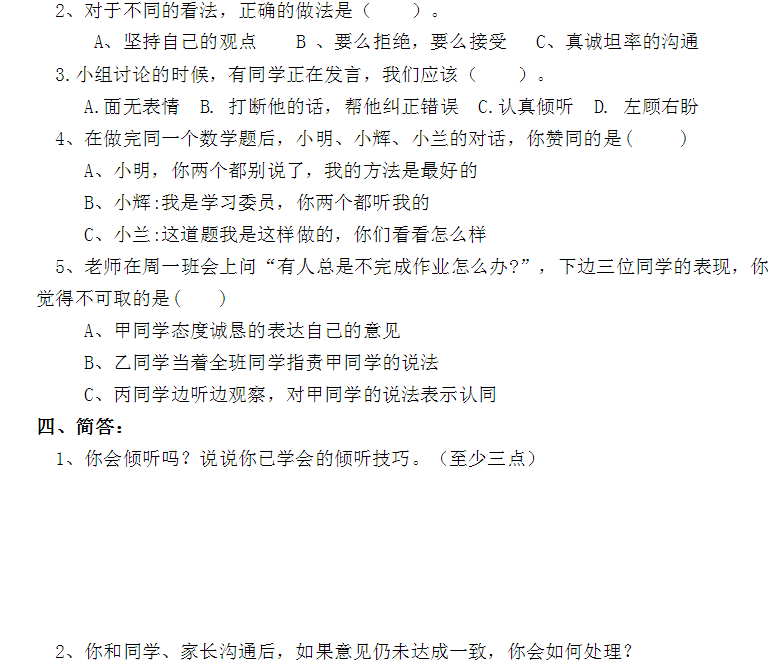 2、对于不同的看法，正确的做法是（　　）。
A、坚持自己的观点　　B 、要么拒绝，要么接受　C、真诚坦率的沟通
3.小组讨论的时候，有同学正在发言，我们应该（　　）。
A.面无表情　B. 打断他的话，帮他纠正错误　C.认真倾听　D. 左顾右盼
4、在做完同一个数学题后，小明、小辉、小兰的对话，你赞同的是(　　)
A、小明，你两个都别说了，我的方法是最好的
B、小辉:我是学习委员，你两个都听我的
C、小兰:这道题我是这样做的，你们看看怎么样
5、老师在周一班会上问“有人总是不完成作业怎么办?”，下边三位同学的表现，你
觉得不可取的是(　　)
A、甲同学态度诚恳的表达自己的意见
B、乙同学当着全班同学指责甲同学的说法
C、丙同学边听边观察，对甲同学的说法表示认同
四、简答：
1、你会倾听吗？说说你已学会的倾听技巧。（至少三点）
2、你和同学、家长沟通后，如果意见仍未达成一致，你会如何处理？